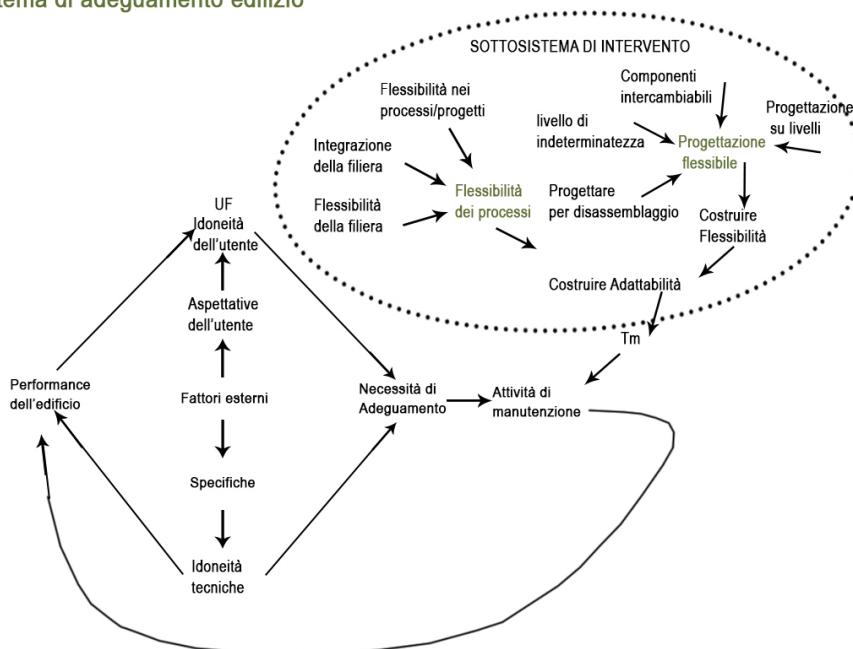 tema di adeguamento edilizio
SOTTOSISTEMA DI INTERVENTO
Flessibilità nei
processi/progetti
Componenti
intercambiabili
Progettazione
su livelli
livello di
indeterminatezza
Progettazione
flessibile
Integrazione
della filiera
Flessibilità
dei processi
Progettare
per disassemblaggio
Flessibilità
della filiera
Costruire
Flessibilità
UF
Idoneità
dell'utente
Costruire Adattabilità
Aspettative
dell'utente
Tm
Performance
dell'edificio
Fattori esterni
Necessità di
Adeguamento
Attività di
manutenzione
Specifiche
Idoneità
tecniche